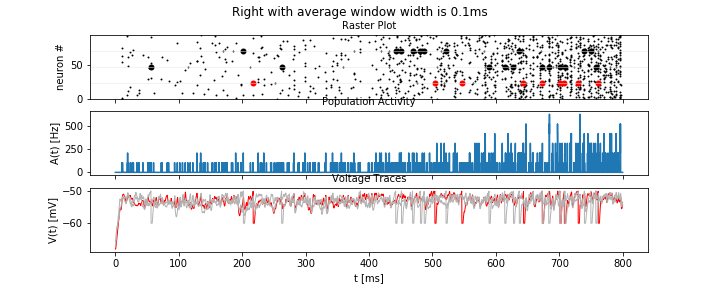 Right with average window width is 0.1ms
Raster Plot
neuron #
50
0
Population Activity
A(t) [Hz]
500
250
0
Voltage Traces
V(t) [mV]
−50
−60
0 100 200 300 400 500 600 700 800
t [ms]